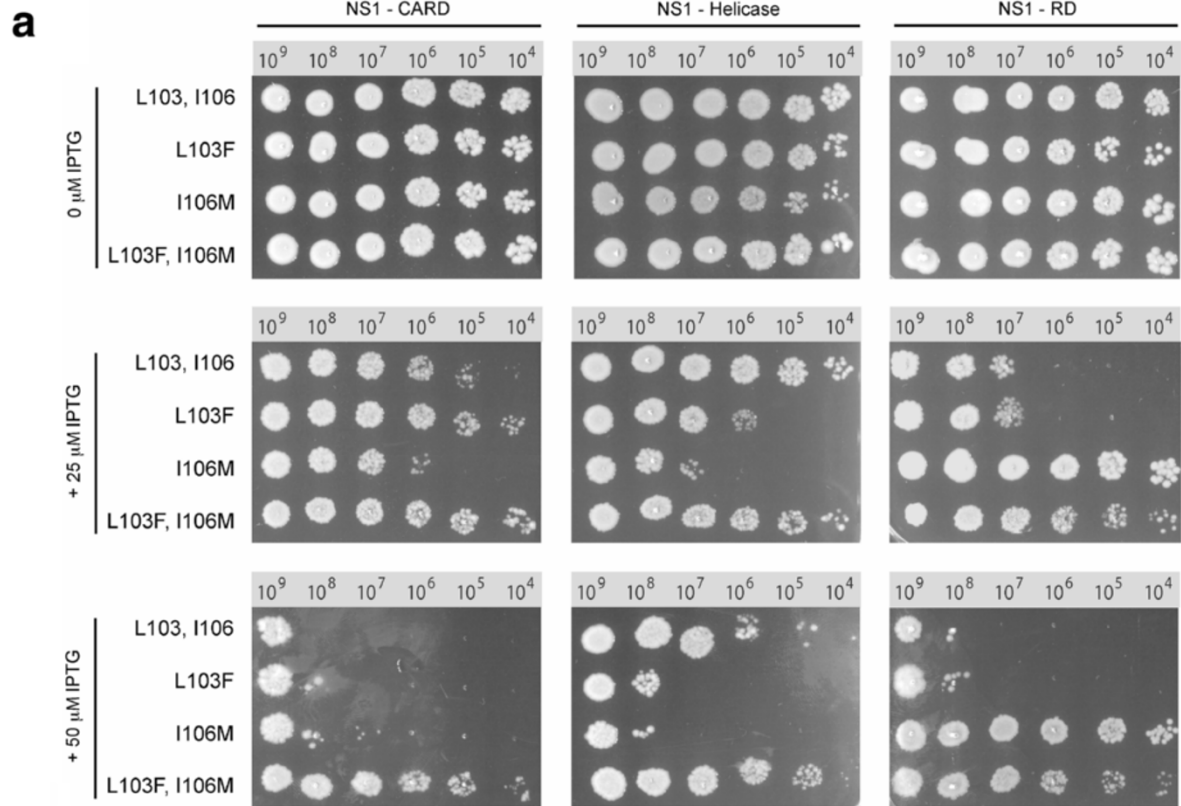 a
NS1 - CARD NS1 - Helicase NS1 - RD
10⁹ 10⁸ 10⁷ 10⁶ 10⁵ 10⁴ 10⁹ 10⁸ 10⁷ 10⁶ 10⁵ 10⁴ 10⁹ 10⁸ 10⁷ 10⁶ 10⁵ 10⁴
0 µM IPTG
L103, I106
L103F
I106M
L103F, I106M
10⁹ 10⁸ 10⁷ 10⁶ 10⁵ 10⁴ 10⁹ 10⁸ 10⁷ 10⁶ 10⁵ 10⁴ 10⁹ 10⁸ 10⁷ 10⁶ 10⁵ 10⁴
+ 25 µM IPTG
L103, I106
L103F
I106M
L103F, I106M
10⁹ 10⁸ 10⁷ 10⁶ 10⁵ 10⁴ 10⁹ 10⁸ 10⁷ 10⁶ 10⁵ 10⁴ 10⁹ 10⁸ 10⁷ 10⁶ 10⁵ 10⁴
+ 50 µM IPTG
L103, I106
L103F
I106M
L103F, I106M